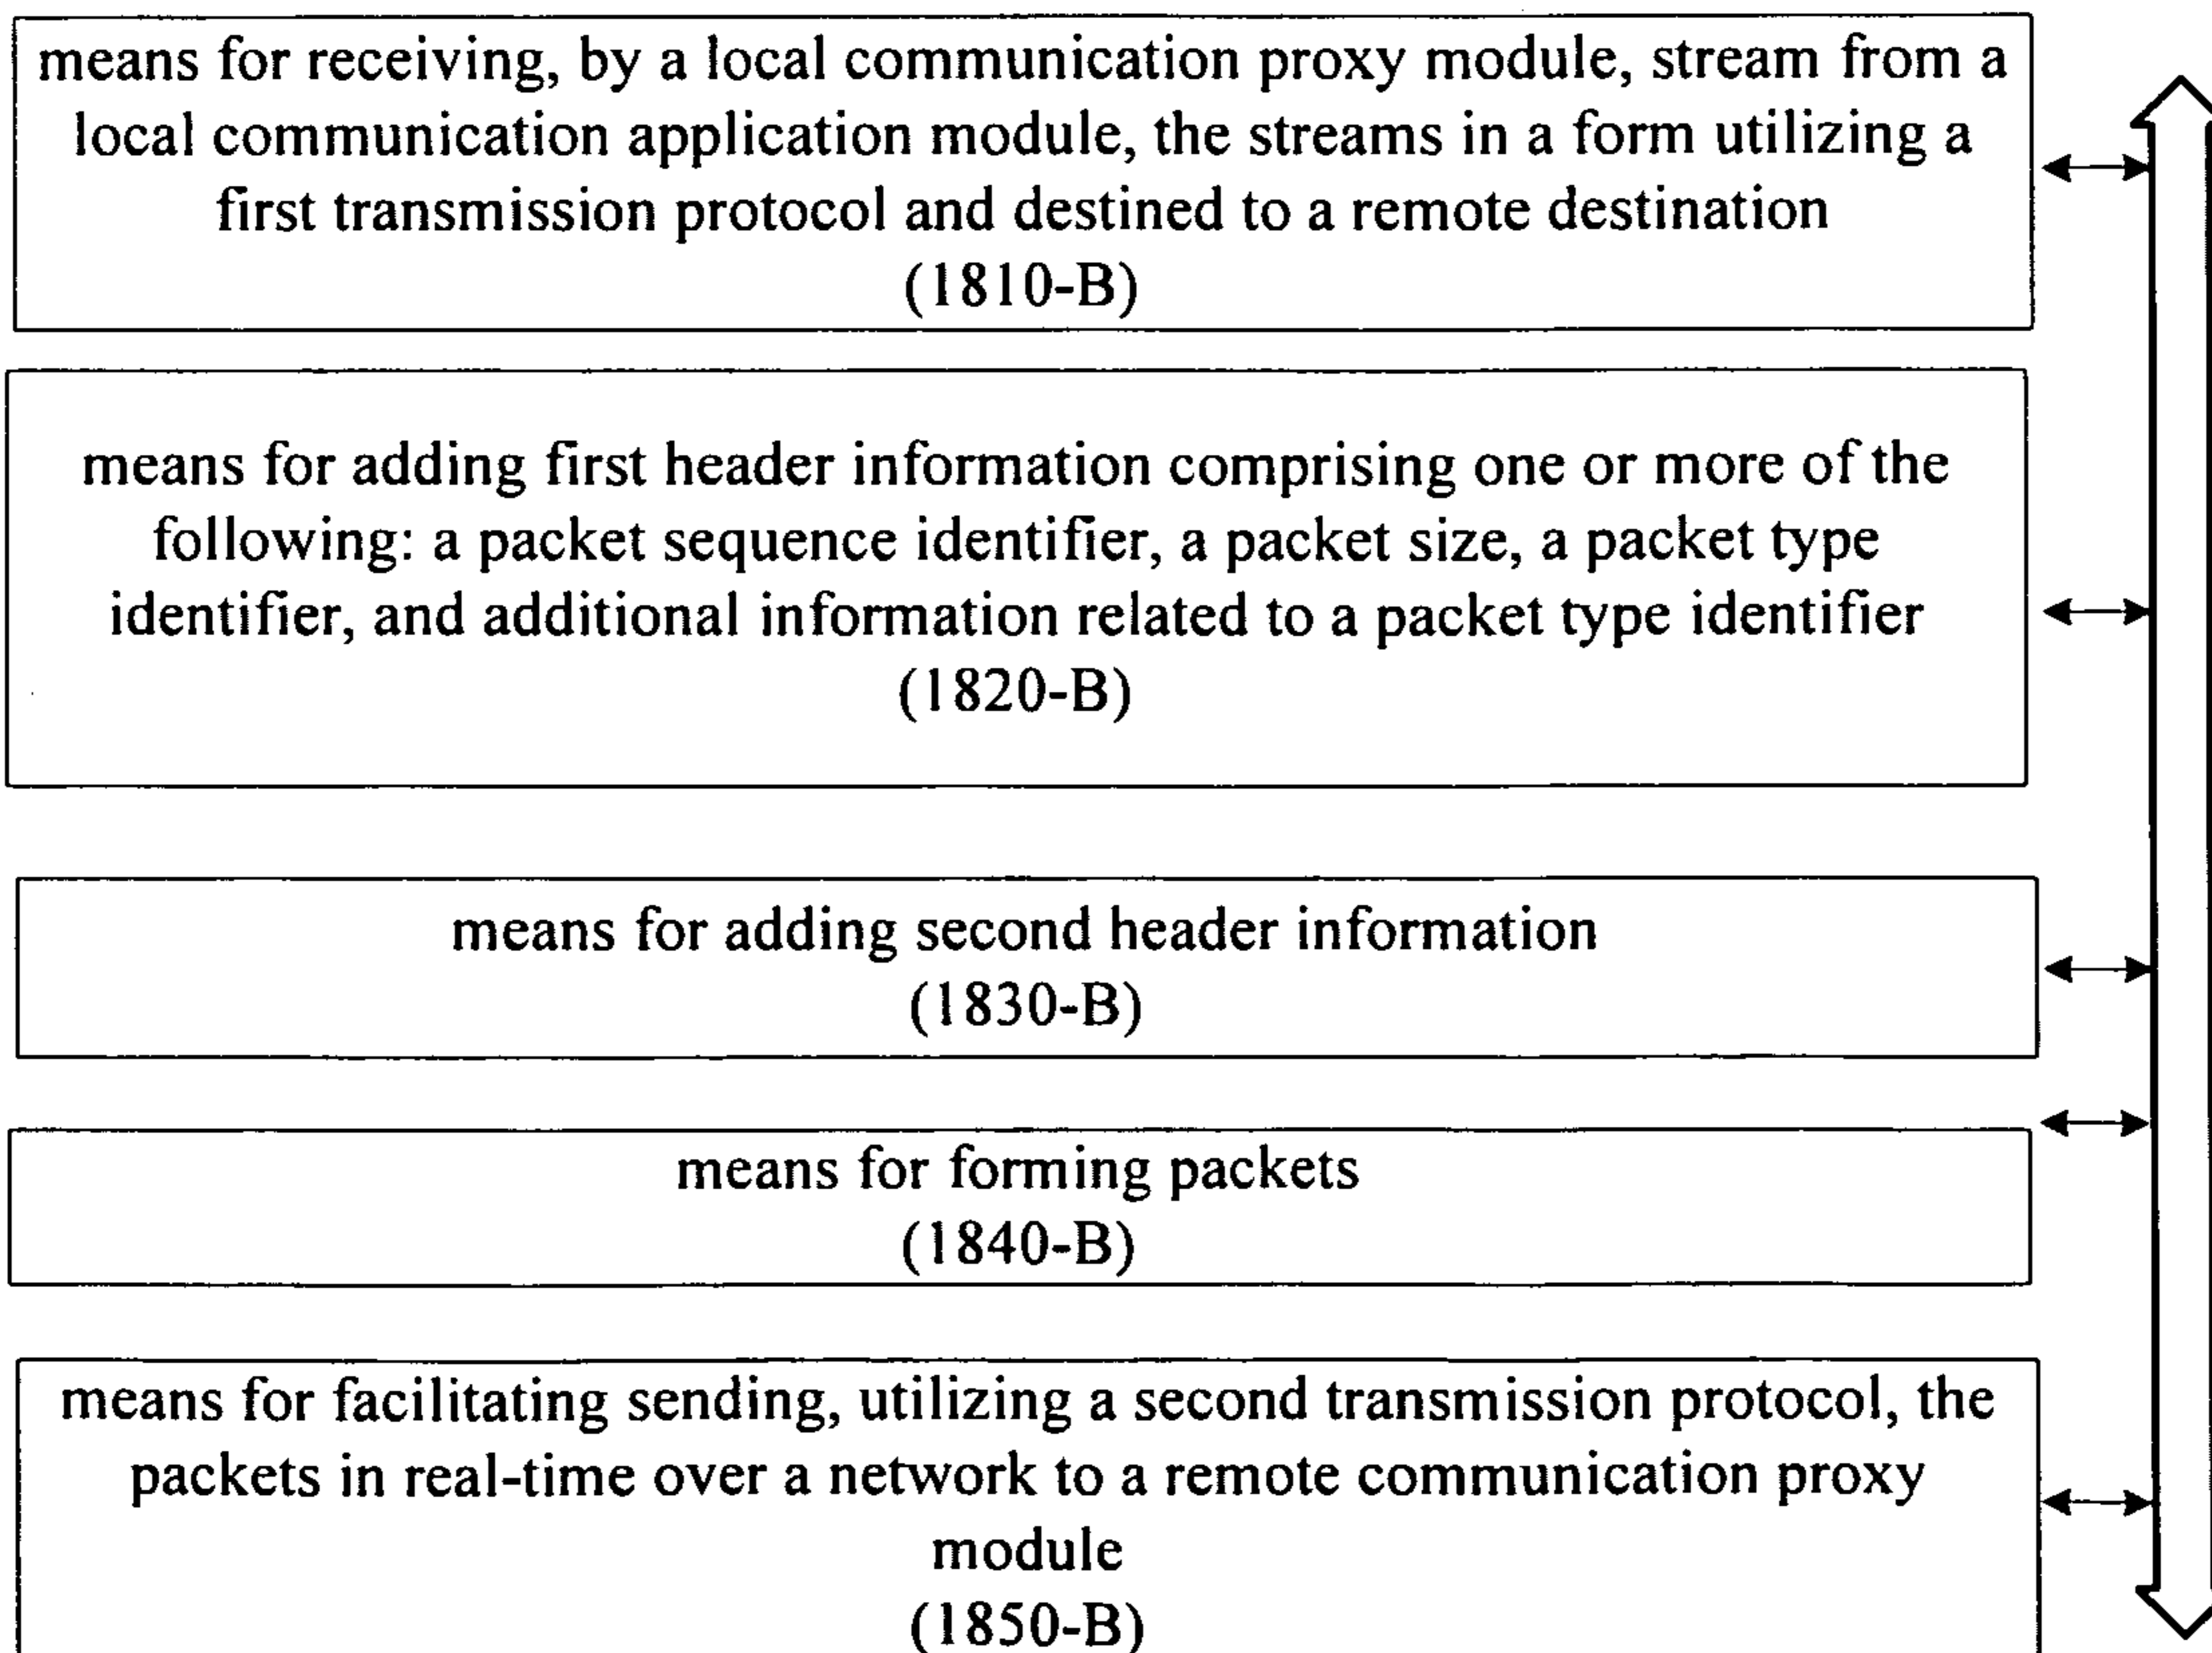 means for receiving, by a local communication proxy module, stream from a
local communication application module, the streams in a form utilizing a
first transmission protocol and destined to a remote destination
(1810-B)
means for adding first header information comprising one or more of the
following: a packet sequence identifier, a packet size, a packet type
identifier, and additional information related to a packet type identifier
(1820-B)
means for adding second header information
(1830-B)
means for forming packets
(1840-B)
means for facilitating sending, utilizing a second transmission protocol, the
packets in real-time over a network to a remote communication proxy
module
(1850-B)